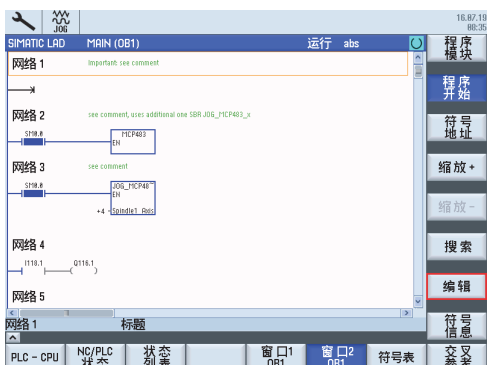 JOG
16.07.19
08:35
SIMATIC LAD MAIN (OB1) 运行 abs
网络 1 Important: see comment
网络 2 see comment, uses additional one SBR JOG_MCP483_x
SM0.0 MCP483
EN
网络 3 see comment
SM0.0 JOG_MCP48~
EN
+4 Spindle1_Axis
网络 4
I118.1 Q116.1
网络 5
网络 1 标题
程序
模块
程序
开始
符号
地址
缩放+
缩放-
搜索
编辑
符号
信息
交叉
参考
PLC - CPU
NC/PLC
状态
状态
列表
窗口1
OB1
窗口2
OB1
符号表